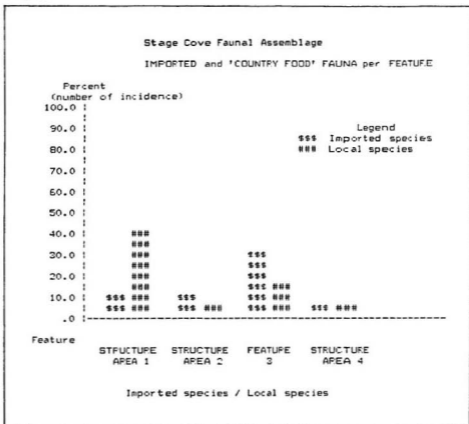 Stage Cove Faunal Assemblage
IMPORTED and 'COUNTRY FOOD' FAUNA per FEATURE
Percent
(number of incidence)
100.0
90.0
Legend
$$$ Imported species
80.0
### Local species
70.0
60.0
50.0
40.0 ###
###
30.0 ### $$$
### $$$
20.0 ### $$$
### $$$ ###
10.0 $$$ ### $$$ $$$ ###
$$$ ### $$$ ### $$$ ### $$$ ###
.0
Feature
STRUCTURE STRUCTURE FEATURE STRUCTURE
AREA 1 AREA 2 3 AREA 4
Imported species / Local species